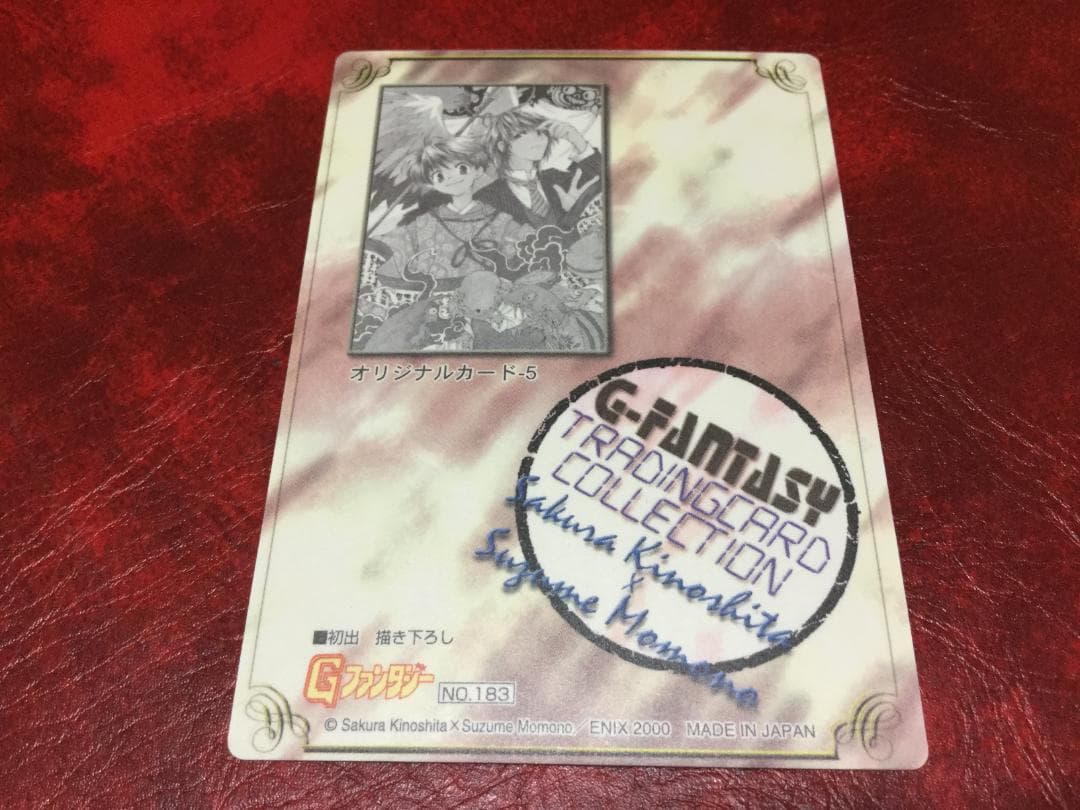 オリジナルカード-5
G-FANTASY
TRADINGCARD
COLLECTION
Sakura Kinoshita
×
Suzume Momono
■初出 描き下ろし
Gファンタジー NO.183
© Sakura Kinoshita×Suzume Momono／ENIX 2000 MADE IN JAPAN